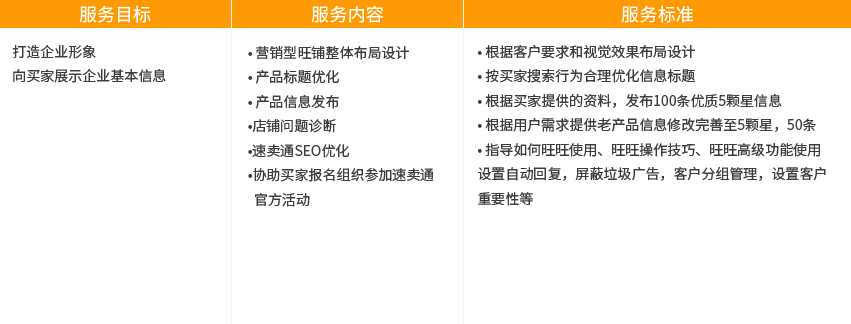 服务目标
服务内容
服务标准
打造企业形象
向买家展示企业基本信息
• 营销型旺铺整体布局设计
• 产品标题优化
• 产品信息发布
•店铺问题诊断
•速卖通SEO优化
•协助买家报名组织参加速卖通
官方活动
• 根据客户要求和视觉效果布局设计
• 按买家搜索行为合理优化信息标题
• 根据买家提供的资料，发布100条优质5颗星信息
• 根据用户需求提供老产品信息修改完善至5颗星，50条
• 指导如何旺旺使用、旺旺操作技巧、旺旺高级功能使用
设置自动回复，屏蔽垃圾广告，客户分组管理，设置客户
重要性等